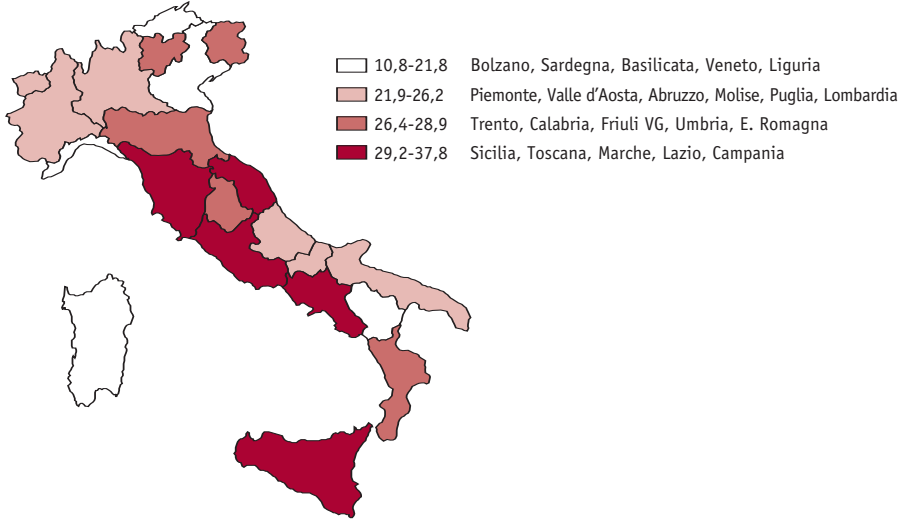 10,8-21,8 Bolzano, Sardegna, Basilicata, Veneto, Liguria
21,9-26,2 Piemonte, Valle d'Aosta, Abruzzo, Molise, Puglia, Lombardia
26,4-28,9 Trento, Calabria, Friuli VG, Umbria, E. Romagna
29,2-37,8 Sicilia, Toscana, Marche, Lazio, Campania